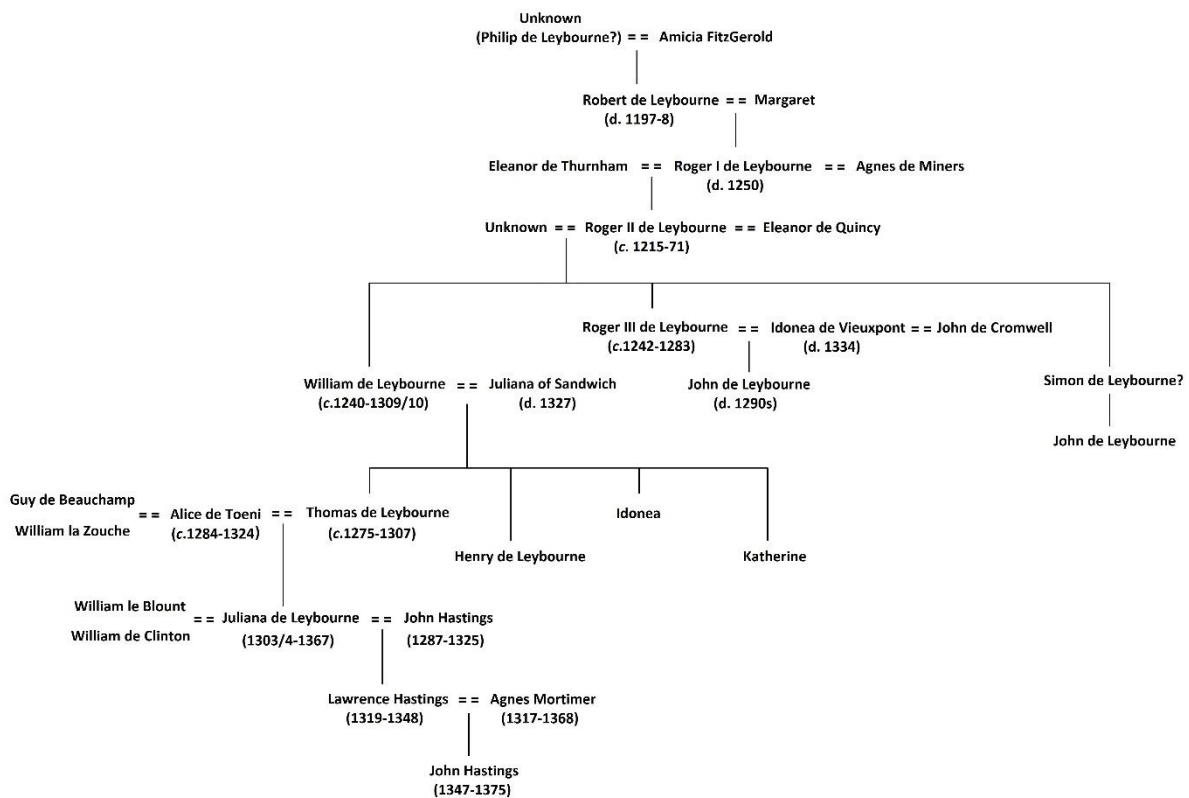 Unknown
(Philip de Leybourne?) == Amicia FitzGerold
Robert de Leybourne == Margaret
(d. 1197-8)
Eleanor de Thurnham == Roger I de Leybourne == Agnes de Miners
(d. 1250)
Unknown == Roger II de Leybourne == Eleanor de Quincy
(c. 1215-71)
Roger III de Leybourne == Idonea de Vieuxpont == John de Cromwell
(c.1242-1283) (d. 1334)
William de Leybourne == Juliana of Sandwich John de Leybourne Simon de Leybourne?
(c.1240-1309/10) (d. 1327) (d. 1290s)
John de Leybourne
Guy de Beauchamp
== Alice de Toeni == Thomas de Leybourne Idonea
William la Zouche (c.1284-1324) (c.1275-1307)
Henry de Leybourne Katherine
William le Blount
== Juliana de Leybourne == John Hastings
William de Clinton (1303/4-1367) (1287-1325)
Lawrence Hastings == Agnes Mortimer
(1319-1348) (1317-1368)
John Hastings
(1347-1375)